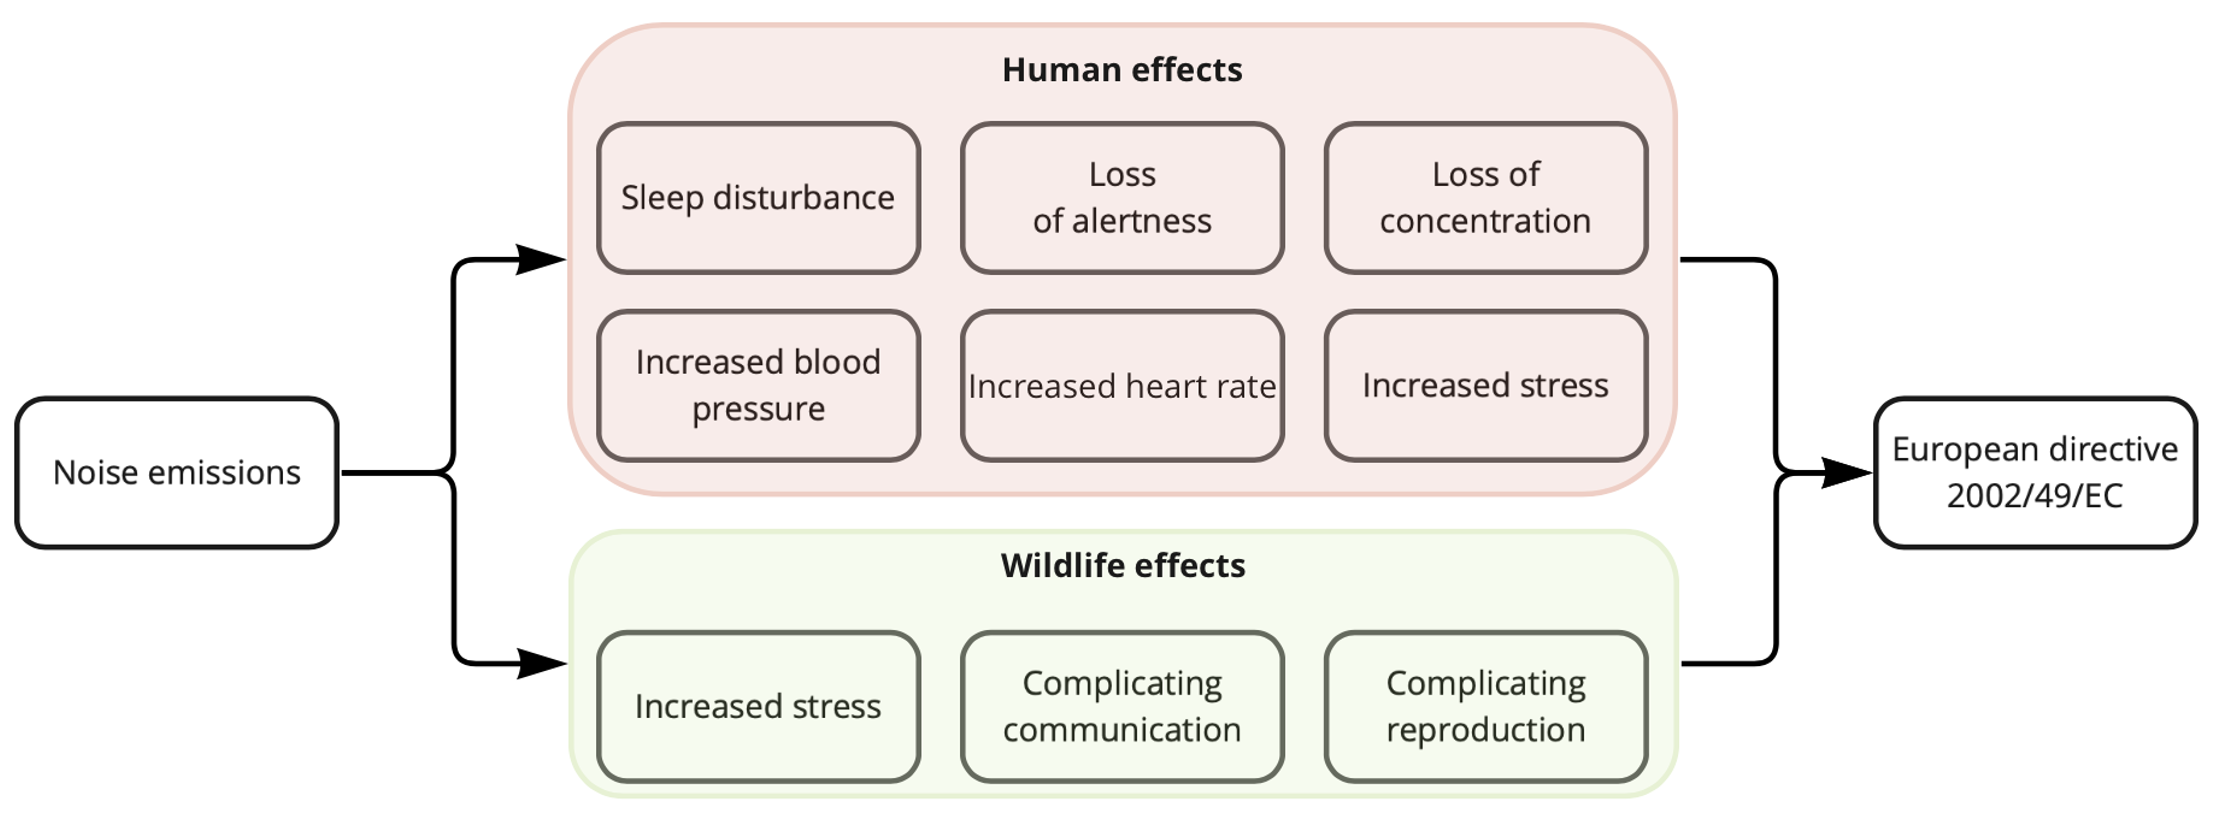 Human effects
Sleep disturbance
Loss
of alertness
Loss of
concentration
Increased blood
pressure
Increased heart rate
Increased stress
Noise emissions
European directive
2002/49/EC
Wildlife effects
Increased stress
Complicating
communication
Complicating
reproduction